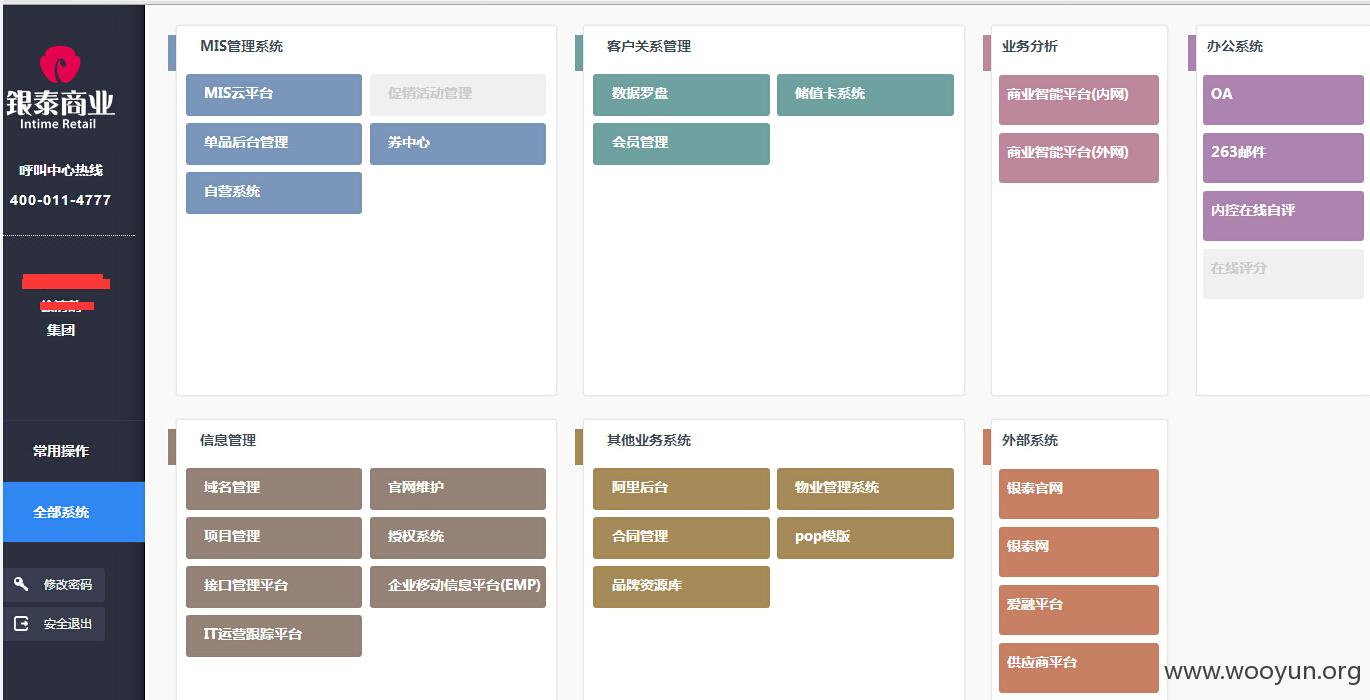 银泰商业
Intime Retail
呼叫中心热线
400-011-4777
集团
常用操作
全部系统
修改密码
安全退出
MIS管理系统
MIS云平台
促销活动管理
单品后台管理
券中心
自营系统
客户关系管理
数据罗盘
储值卡系统
会员管理
业务分析
商业智能平台(内网)
商业智能平台(外网)
办公系统
OA
263邮件
内控在线自评
在线评分
信息管理
域名管理
官网维护
项目管理
授权系统
接口管理平台
企业移动信息平台(EMP)
IT运营跟踪平台
其他业务系统
阿里后台
物业管理系统
合同管理
pop模版
品牌资源库
外部系统
银泰官网
银泰网
爱融平台
供应商平台
www.wooyun.org